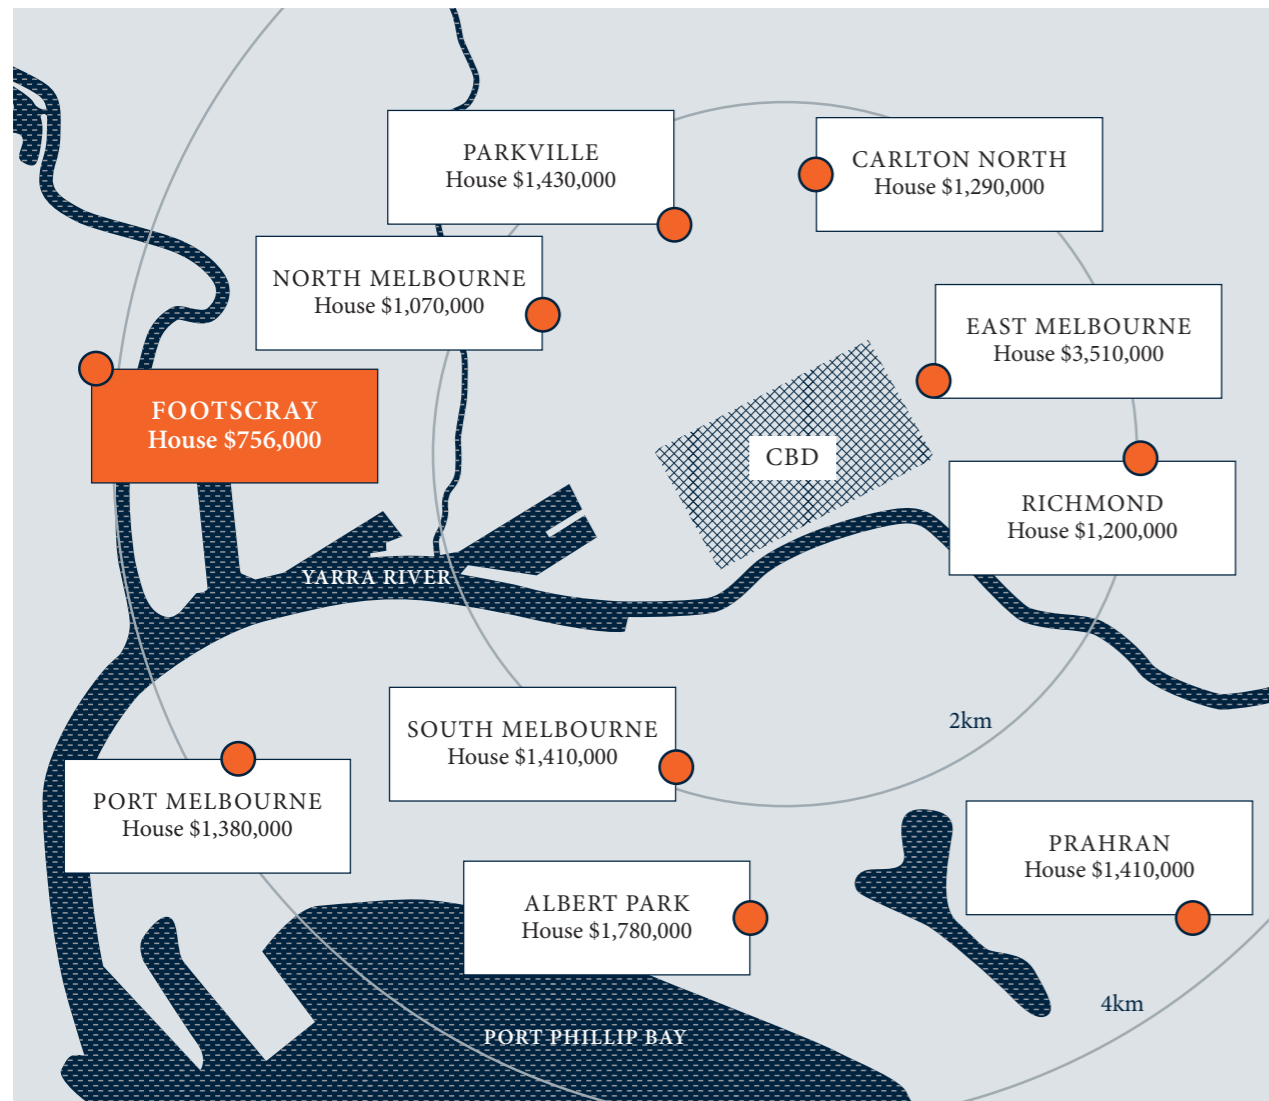 PARKVILLE
House $1,430,000
CARLTON NORTH
House $1,290,000
NORTH MELBOURNE
House $1,070,000
EAST MELBOURNE
House $3,510,000
FOOTSCRAY
House $756,000
CBD
RICHMOND
House $1,200,000
YARRA RIVER
SOUTH MELBOURNE
House $1,410,000
2km
PORT MELBOURNE
House $1,380,000
PRAHRAN
House $1,410,000
ALBERT PARK
House $1,780,000
4km
PORT PHILLIP BAY